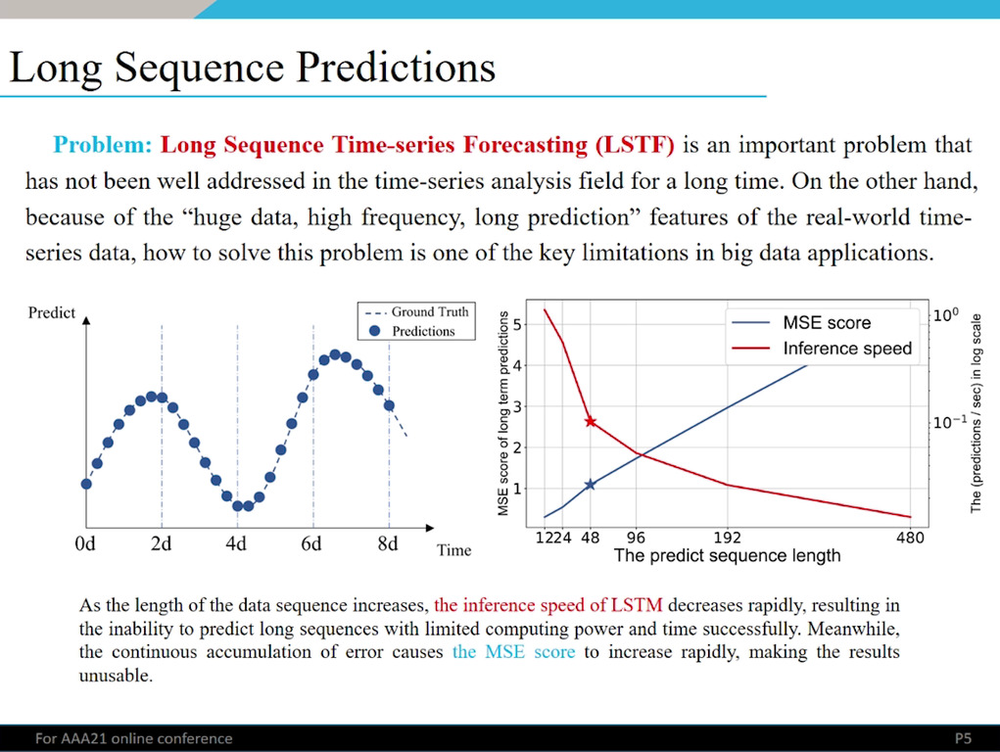 Long Sequence Predictions
Problem: Long Sequence Time-series Forecasting (LSTF) is an important problem that
has not been well addressed in the time-series analysis field for a long time. On the other hand,
because of the “huge data, high frequency, long prediction” features of the real-world time-
series data, how to solve this problem is one of the key limitations in big data applications.
Predict
Ground Truth
Predictions
0d 2d 4d 6d 8d
Time
MSE score of long term predictions
5
4
3
2
1
MSE score
Inference speed
10⁰
10⁻¹
The (predictions / sec) in log scale
12 24 48 96 192 480
The predict sequence length
As the length of the data sequence increases, the inference speed of LSTM decreases rapidly, resulting in
the inability to predict long sequences with limited computing power and time successfully. Meanwhile,
the continuous accumulation of error causes the MSE score to increase rapidly, making the results
unusable.
For AAA21 online conference
P5